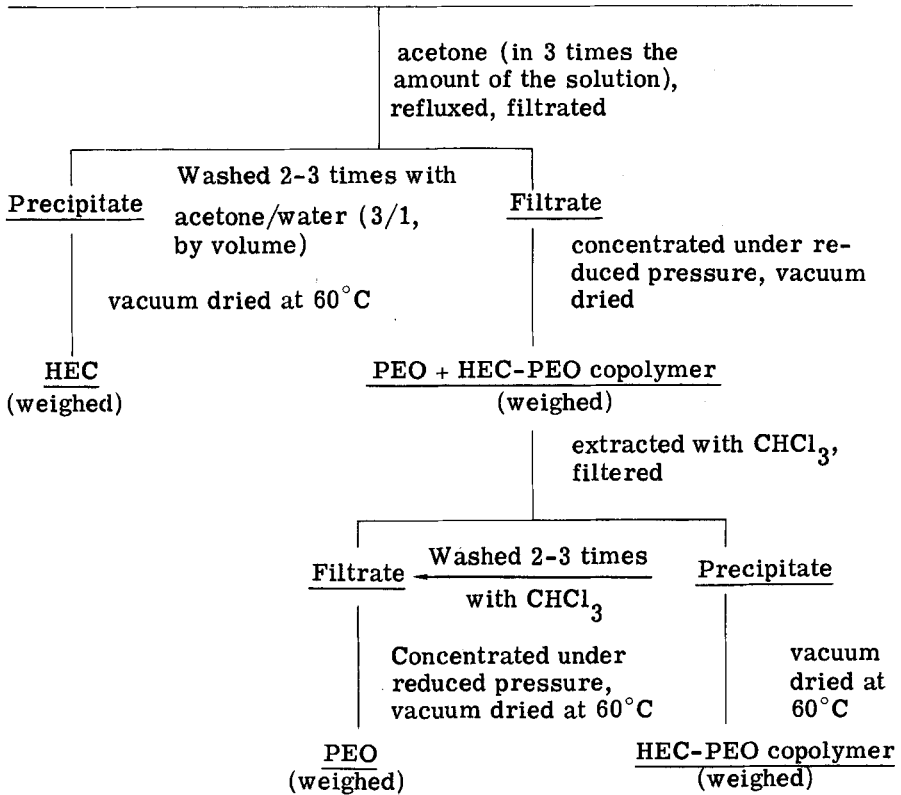 acetone (in 3 times the
amount of the solution),
refluxed, filtrated
Washed 2-3 times with
acetone/water (3/1,
by volume)
Precipitate
Filtrate
vacuum dried at 60°C
concentrated under re-
duced pressure, vacuum
dried
HEC
(weighed)
PEO + HEC-PEO copolymer
(weighed)
extracted with CHCl3,
filtered
Filtrate
Washed 2-3 times
with CHCl3
Precipitate
Concentrated under
reduced pressure,
vacuum dried at 60°C
vacuum
dried at
60°C
PEO
(weighed)
HEC-PEO copolymer
(weighed)